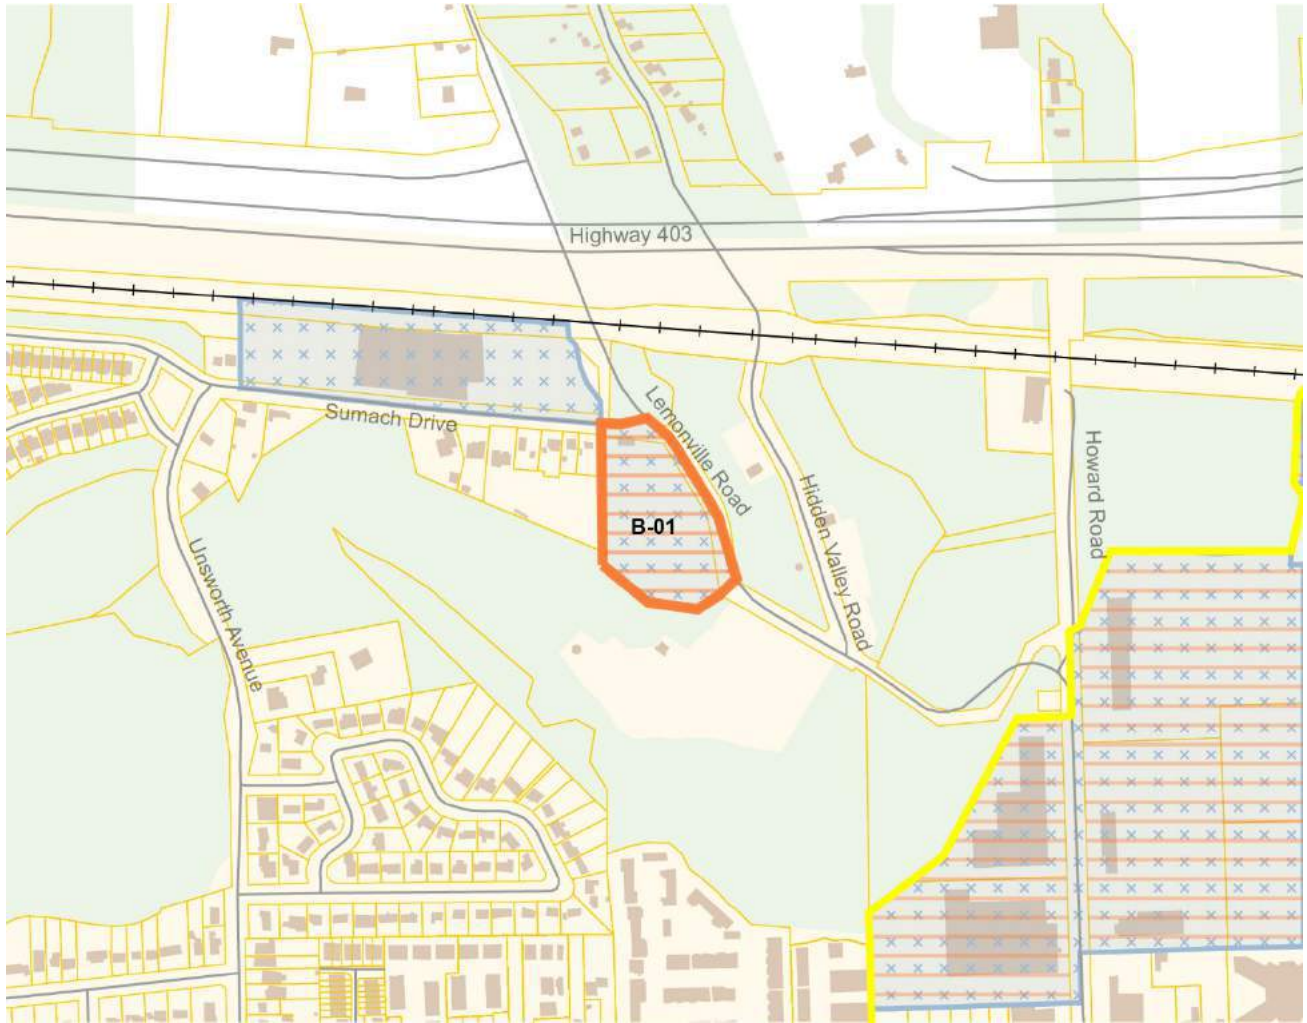 Highway 403
Sumach Drive
Lemonville Road
Howard Road
Hidden Valley Road
B-01
Unsworth Avenue